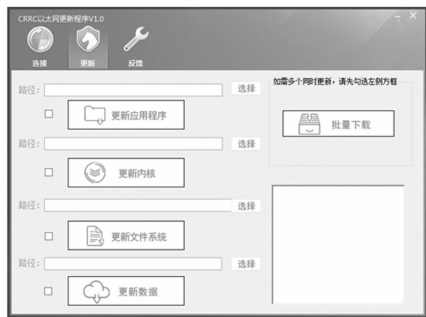 CRRC以太网更新程序V1.0
连接 更新 反馈
路径: 选择
更新应用程序
路径: 选择
更新内核
路径: 选择
更新文件系统
路径: 选择
更新数据
如需多个同时更新，请先勾选左侧方框
批量下载